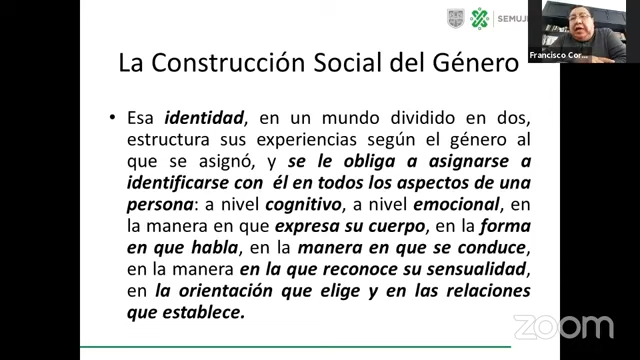 SEMUJE
Francisco Cor...
La Construcción Social del Género
• Esa identidad, en un mundo dividido en dos,
estructura sus experiencias según el género al
que se asignó, y se le obliga a asignarse a
identificarse con él en todos los aspectos de una
persona: a nivel cognitivo, a nivel emocional, en
la manera en que expresa su cuerpo, en la forma
en que habla, en la manera en que se conduce,
en la manera en la que reconoce su sensualidad,
en la orientación que elige y en las relaciones
que establece.
zoom